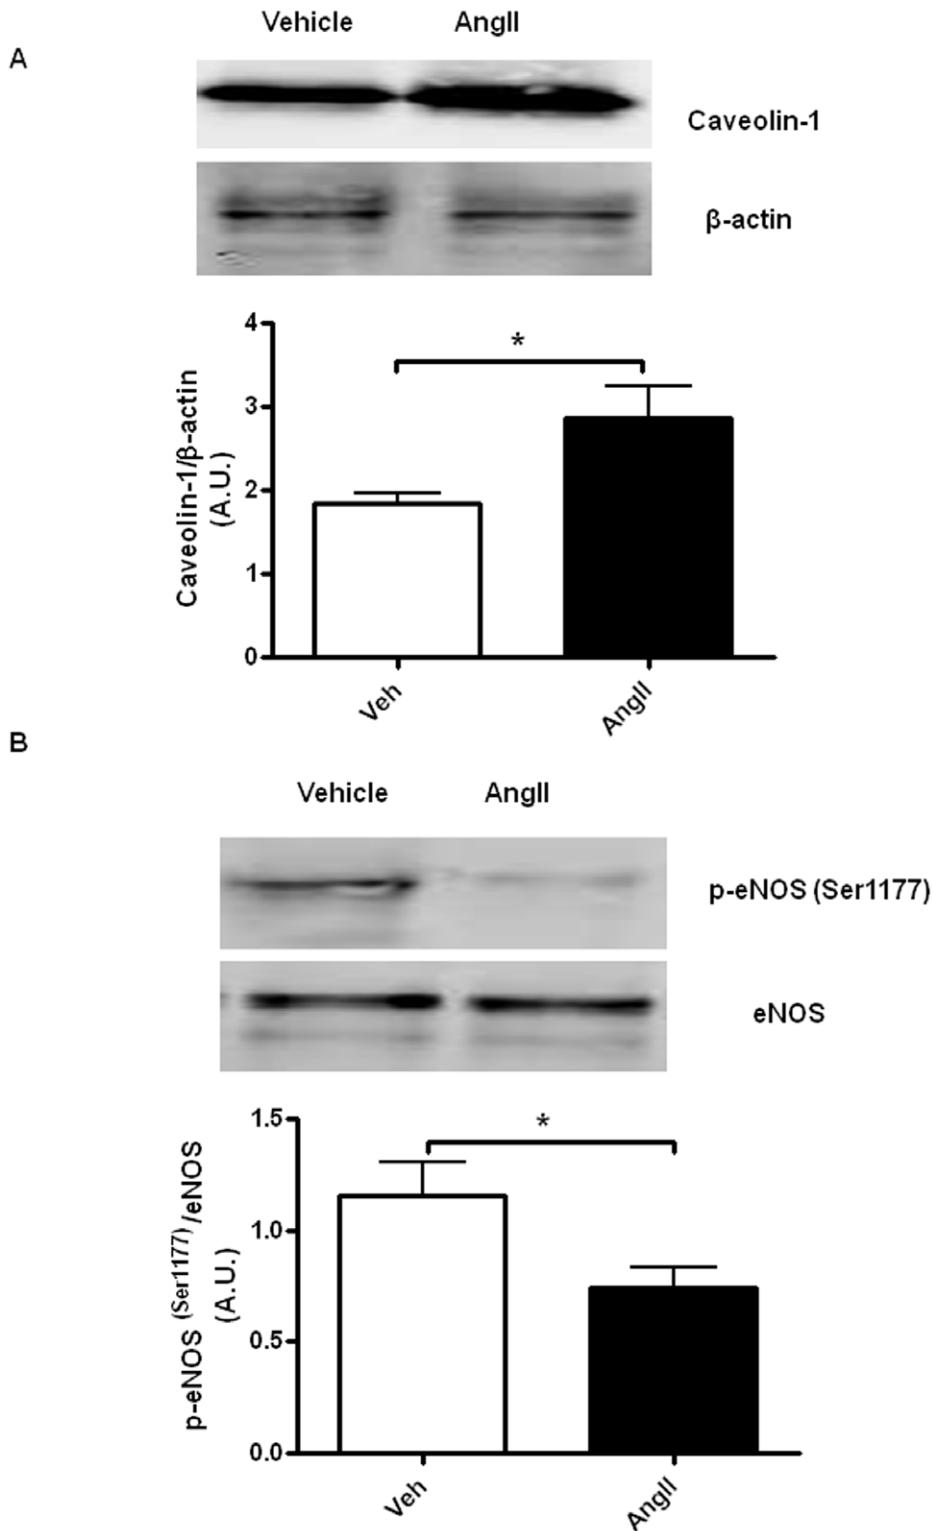 Vehicle AngII
A
Caveolin-1
β-actin
4
*
3
2
1
0
Caveolin-1/β-actin
(A.U.)
Veh AngII
B
Vehicle AngII
p-eNOS (Ser1177)
eNOS
1.5
*
1.0
0.5
0.0
p-eNOS (Ser1177)/eNOS
(A.U.)
Veh AngII